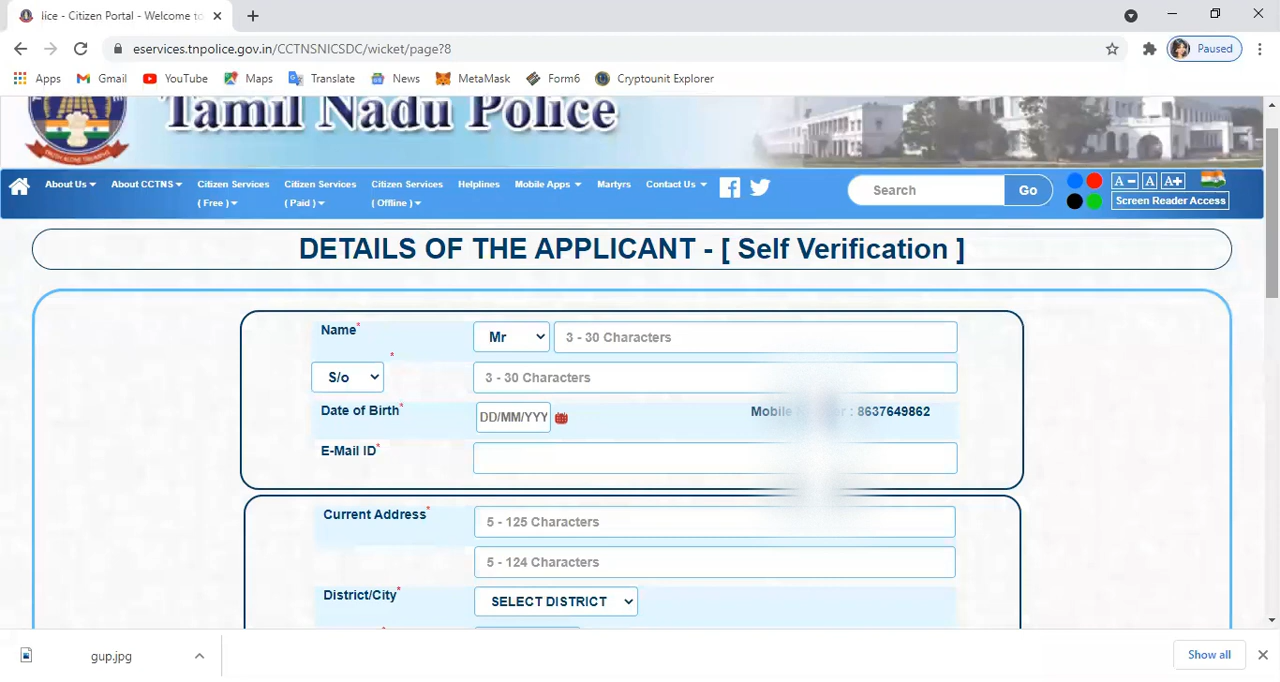 lice - Citizen Portal - Welcome to
eservices.tnpolice.gov.in/CCTNSNICSDC/wicket/page?8
Paused
Apps Gmail YouTube Maps Translate News MetaMask Form6 Cryptounit Explorer
Tamil Nadu Police
About Us About CCTNS Citizen Services ( Free ) Citizen Services ( Paid ) Citizen Services ( Offline ) Helplines Mobile Apps Martyrs Contact Us Search Go A - A A+
Screen Reader Access
DETAILS OF THE APPLICANT - [ Self Verification ]
Name* Mr 3 - 30 Characters
S/o * 3 - 30 Characters
Date of Birth* DD/MM/YYY Mobile : 8637649862
E-Mail ID*
Current Address* 5 - 125 Characters
5 - 124 Characters
District/City* SELECT DISTRICT
gup.jpg Show all